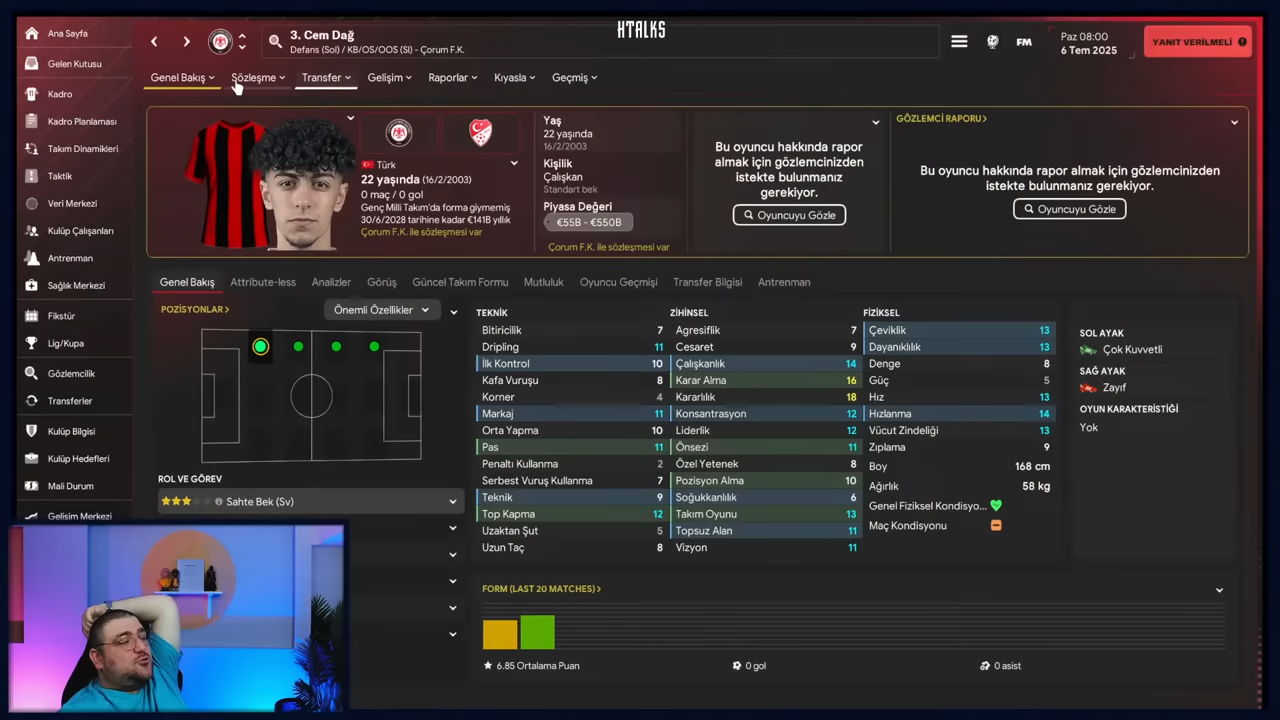 XTALKS
Ana Sayfa
Gelen Kutusu
Kadro
Kadro Planlaması
Takım Dinamikleri
Taktik
Veri Merkezi
Kulüp Çalışanları
Antrenman
Sağlık Merkezi
Fikstür
Lig/Kupa
Gözlemcilik
Transferler
Kulüp Bilgisi
Kulüp Hedefleri
Mali Durum
Gelişim Merkezi
3. Cem Dağ
Defans (Sol) / KB/OS/OOS (Sl) - Çorum F.K.
FM
Paz 08:00
6 Tem 2025
YANIT VERİLMELİ
Genel Bakış
Sözleşme
Transfer
Gelişim
Raporlar
Kıyasla
Geçmiş
Türk
22 yaşında (16/2/2003)
0 maç / 0 gol
Genç Milli Takım'da forma giymemiş
30/6/2028 tarihine kadar €141B yıllık
Çorum F.K. ile sözleşmesi var
Yaş
22 yaşında
16/2/2003
Kişilik
Çalışkan
Standart bek
Piyasa Değeri
€55B - €550B
Çorum F.K. ile sözleşmesi var
Bu oyuncu hakkında rapor
almak için gözlemcinizden
istekte bulunmanız
gerekiyor.
Oyuncuyu Gözle
GÖZLEMCİ RAPORU >
Bu oyuncu hakkında rapor almak için gözlemcinizden
istekte bulunmanız gerekiyor.
Oyuncuyu Gözle
Genel Bakış
Attribute-less
Analizler
Görüş
Güncel Takım Formu
Mutluluk
Oyuncu Geçmişi
Transfer Bilgisi
Antrenman
POZİSYONLAR >
Önemli Özellikler
ROL VE GÖREV
Sahte Bek (Sv)
TEKNİK
Bitiricilik 7
Dripling 11
İlk Kontrol 10
Kafa Vuruşu 8
Korner 4
Markaj 11
Orta Yapma 10
Pas 11
Penaltı Kullanma 2
Serbest Vuruş Kullanma 7
Teknik 9
Top Kapma 12
Uzaktan Şut 5
Uzun Taç 8
ZİHİNSEL
Agresiflik 7
Cesaret 9
Çalışkanlık 14
Karar Alma 16
Kararlılık 18
Konsantrasyon 12
Liderlik 12
Önsezi 11
Özel Yetenek 8
Pozisyon Alma 10
Soğukkanlılık 6
Takım Oyunu 13
Topsuz Alan 11
Vizyon 11
FİZİKSEL
Çeviklik 13
Dayanıklılık 13
Denge 8
Güç 5
Hız 13
Hızlanma 14
Vücut Zindeliği 13
Zıplama 9
Boy 168 cm
Ağırlık 58 kg
Genel Fiziksel Kondisyo...
Maç Kondisyonu
SOL AYAK
Çok Kuvvetli
SAĞ AYAK
Zayıf
OYUN KARAKTERİSTİĞİ
Yok
FORM (LAST 20 MATCHES) >
6.85 Ortalama Puan
0 gol
0 asist